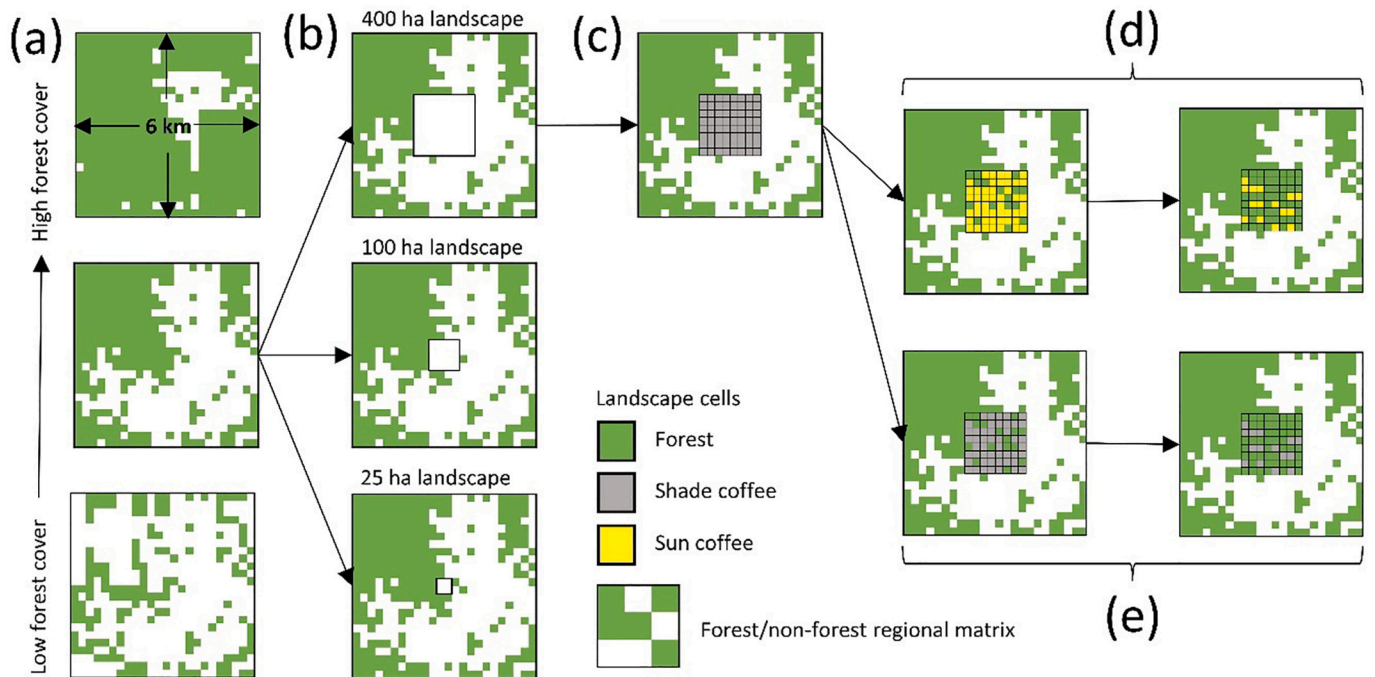 (a)
(b)
(c)
(d)
400 ha landscape
High forest cover
6 km
100 ha landscape
Landscape cells
Forest
25 ha landscape
Shade coffee
Sun coffee
Low forest cover
(e)
Forest/non-forest regional matrix